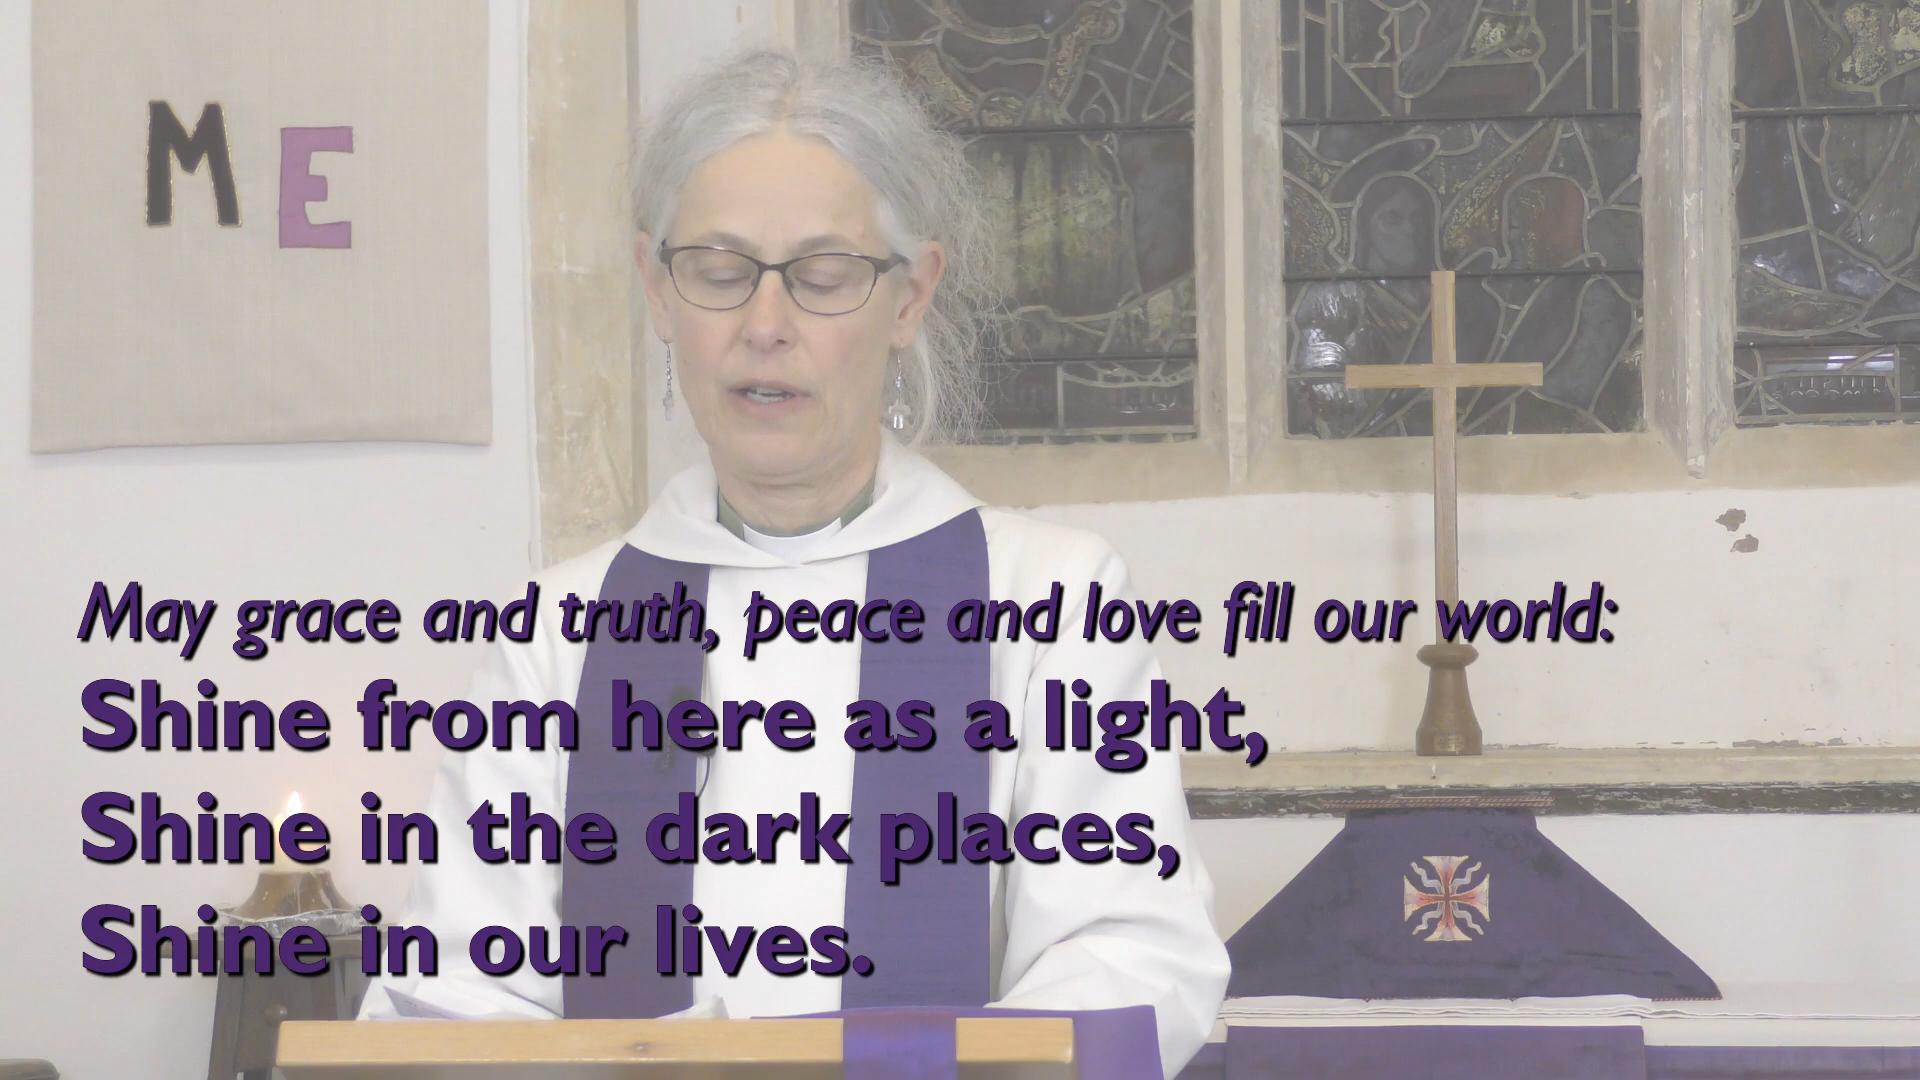 M E
May grace and truth, peace and love fill our world:
Shine from here as a light,
Shine in the dark places,
Shine in our lives.